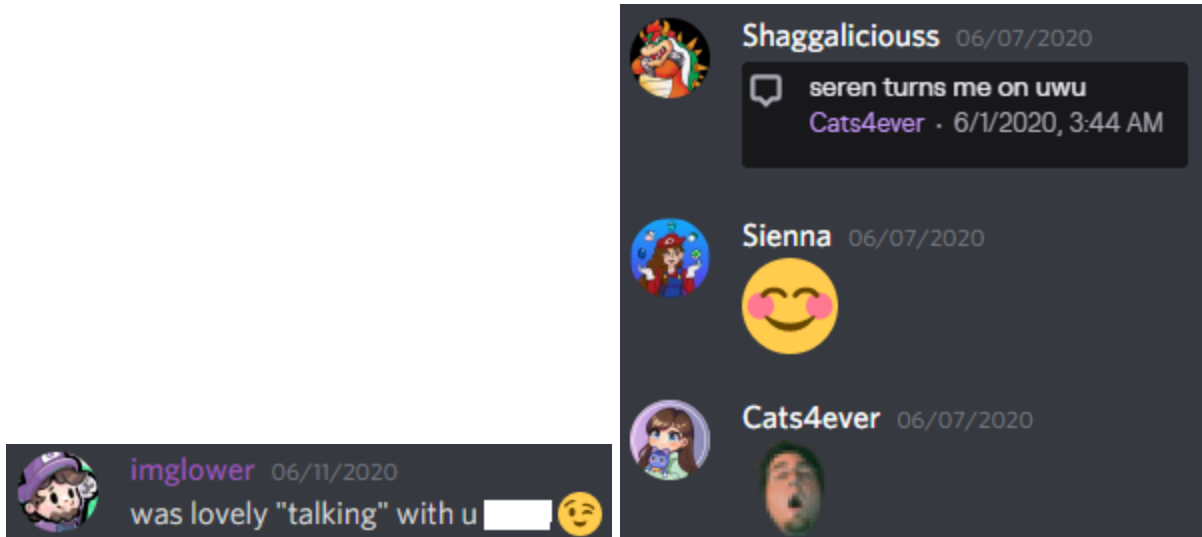 imglower 06/11/2020
was lovely "talking" with u
Shaggaliciouss 06/07/2020
seren turns me on uwu
Cats4ever · 6/1/2020, 3:44 AM
Sienna 06/07/2020
Cats4ever 06/07/2020